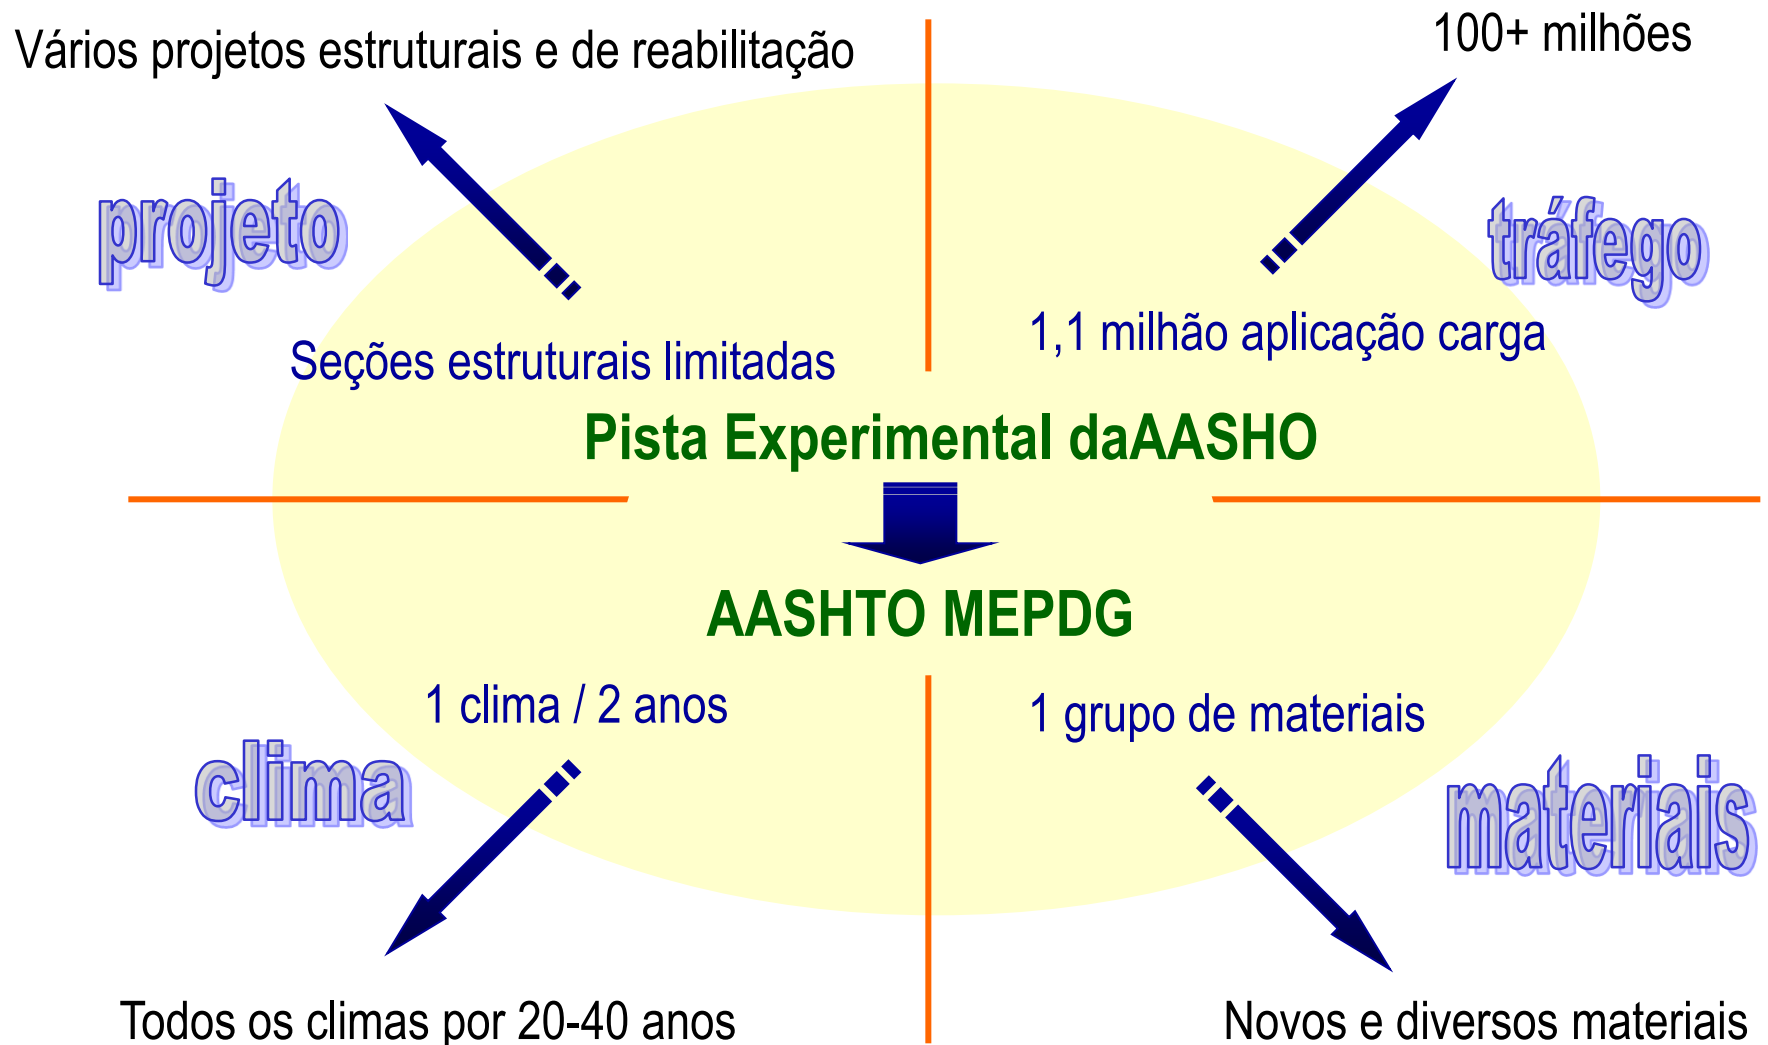 Vários projetos estruturais e de reabilitação
100+ milhões
projeto
tráfego
Seções estruturais limitadas
1,1 milhão aplicação carga
Pista Experimental daAASHO
AASHTO MEPDG
1 clima / 2 anos
1 grupo de materiais
clima
materiais
Todos os climas por 20-40 anos
Novos e diversos materiais